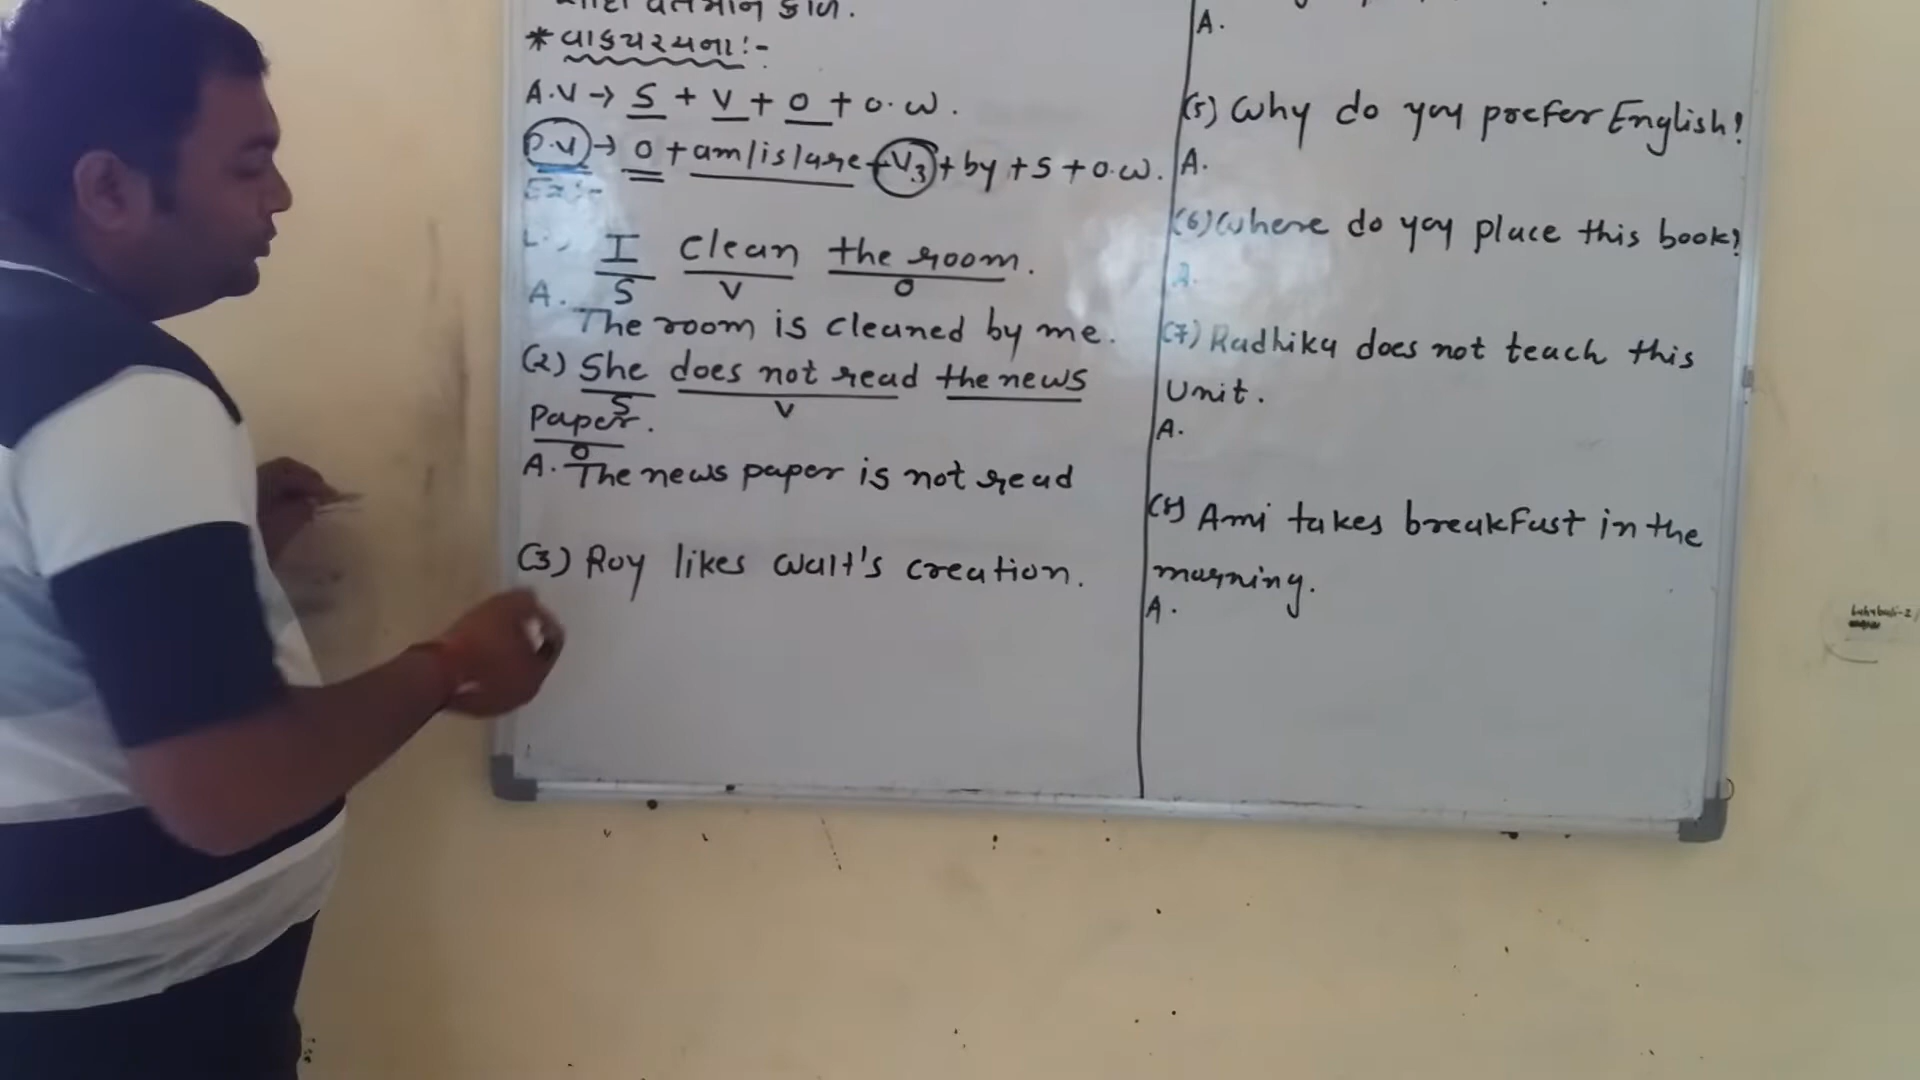 સાદો વર્તમાન કાળ.
* વાક્યરચના:-
A.V → S + V + O + O.W.
P.V → O + am/is/are + V3 + by + S + O.W.
Ex:-
1., I clean the room.
S V O
A. The room is cleaned by me.
(2) She does not read the news
S V
Paper.
O
A. The news paper is not read
(3) Roy likes Walt's creation.
A.
(5) Why do you prefer English?
A.
(6) Where do you place this book?
A.
(7) Radhika does not teach this
Unit.
A.
(8) Ami takes breakfast in the
morning.
A.